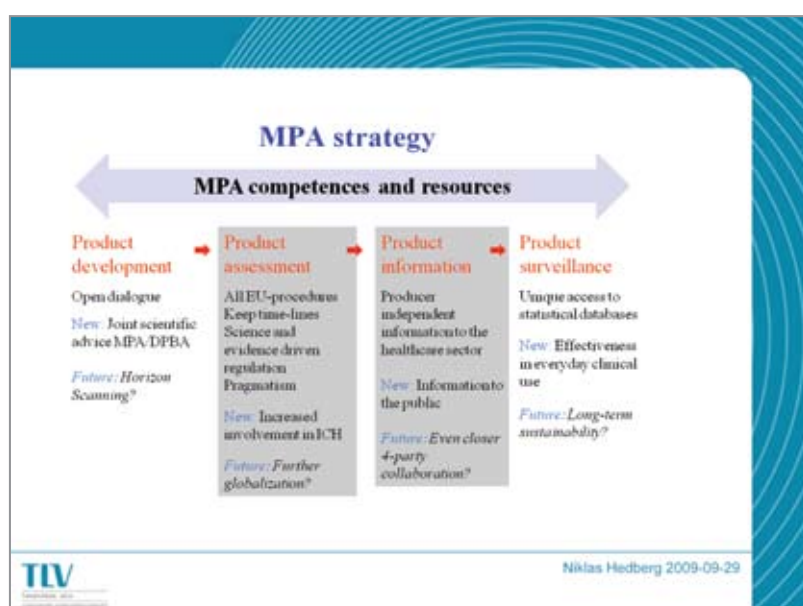 MPA strategy
MPA competences and resources
Product
development
Open dialogue
New: Joint scientific
advice MPA/DPBA
Future: Horizon
Scanning?
Product
assessment
All EU-procedures
Keep time-lines
Science and
evidence driven
regulation
Pragmatism
New: Increased
involvement in ICH
Future: Further
globalization?
Product
information
Producer
independent
information to the
healthcare sector
New: Information to
the public
Future: Even closer
4-party
collaboration?
Product
surveillance
Unique access to
statistical databases
New: Effectiveness
in everyday clinical
use
Future: Long-term
sustainability?
TLV
Niklas Hedberg 2009-09-29